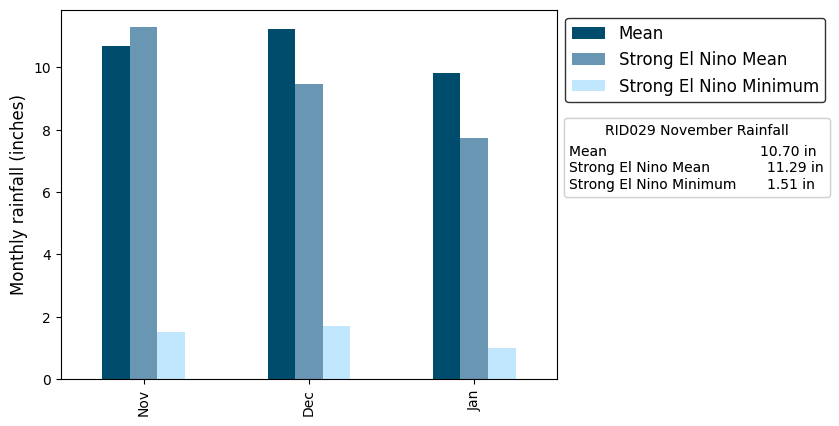 Mean
Strong El Nino Mean
Strong El Nino Minimum
RID029 November Rainfall
Mean 10.70 in
Strong El Nino Mean 11.29 in
Strong El Nino Minimum 1.51 in
Monthly rainfall (inches)
10
8
6
4
2
0
Nov
Dec
Jan